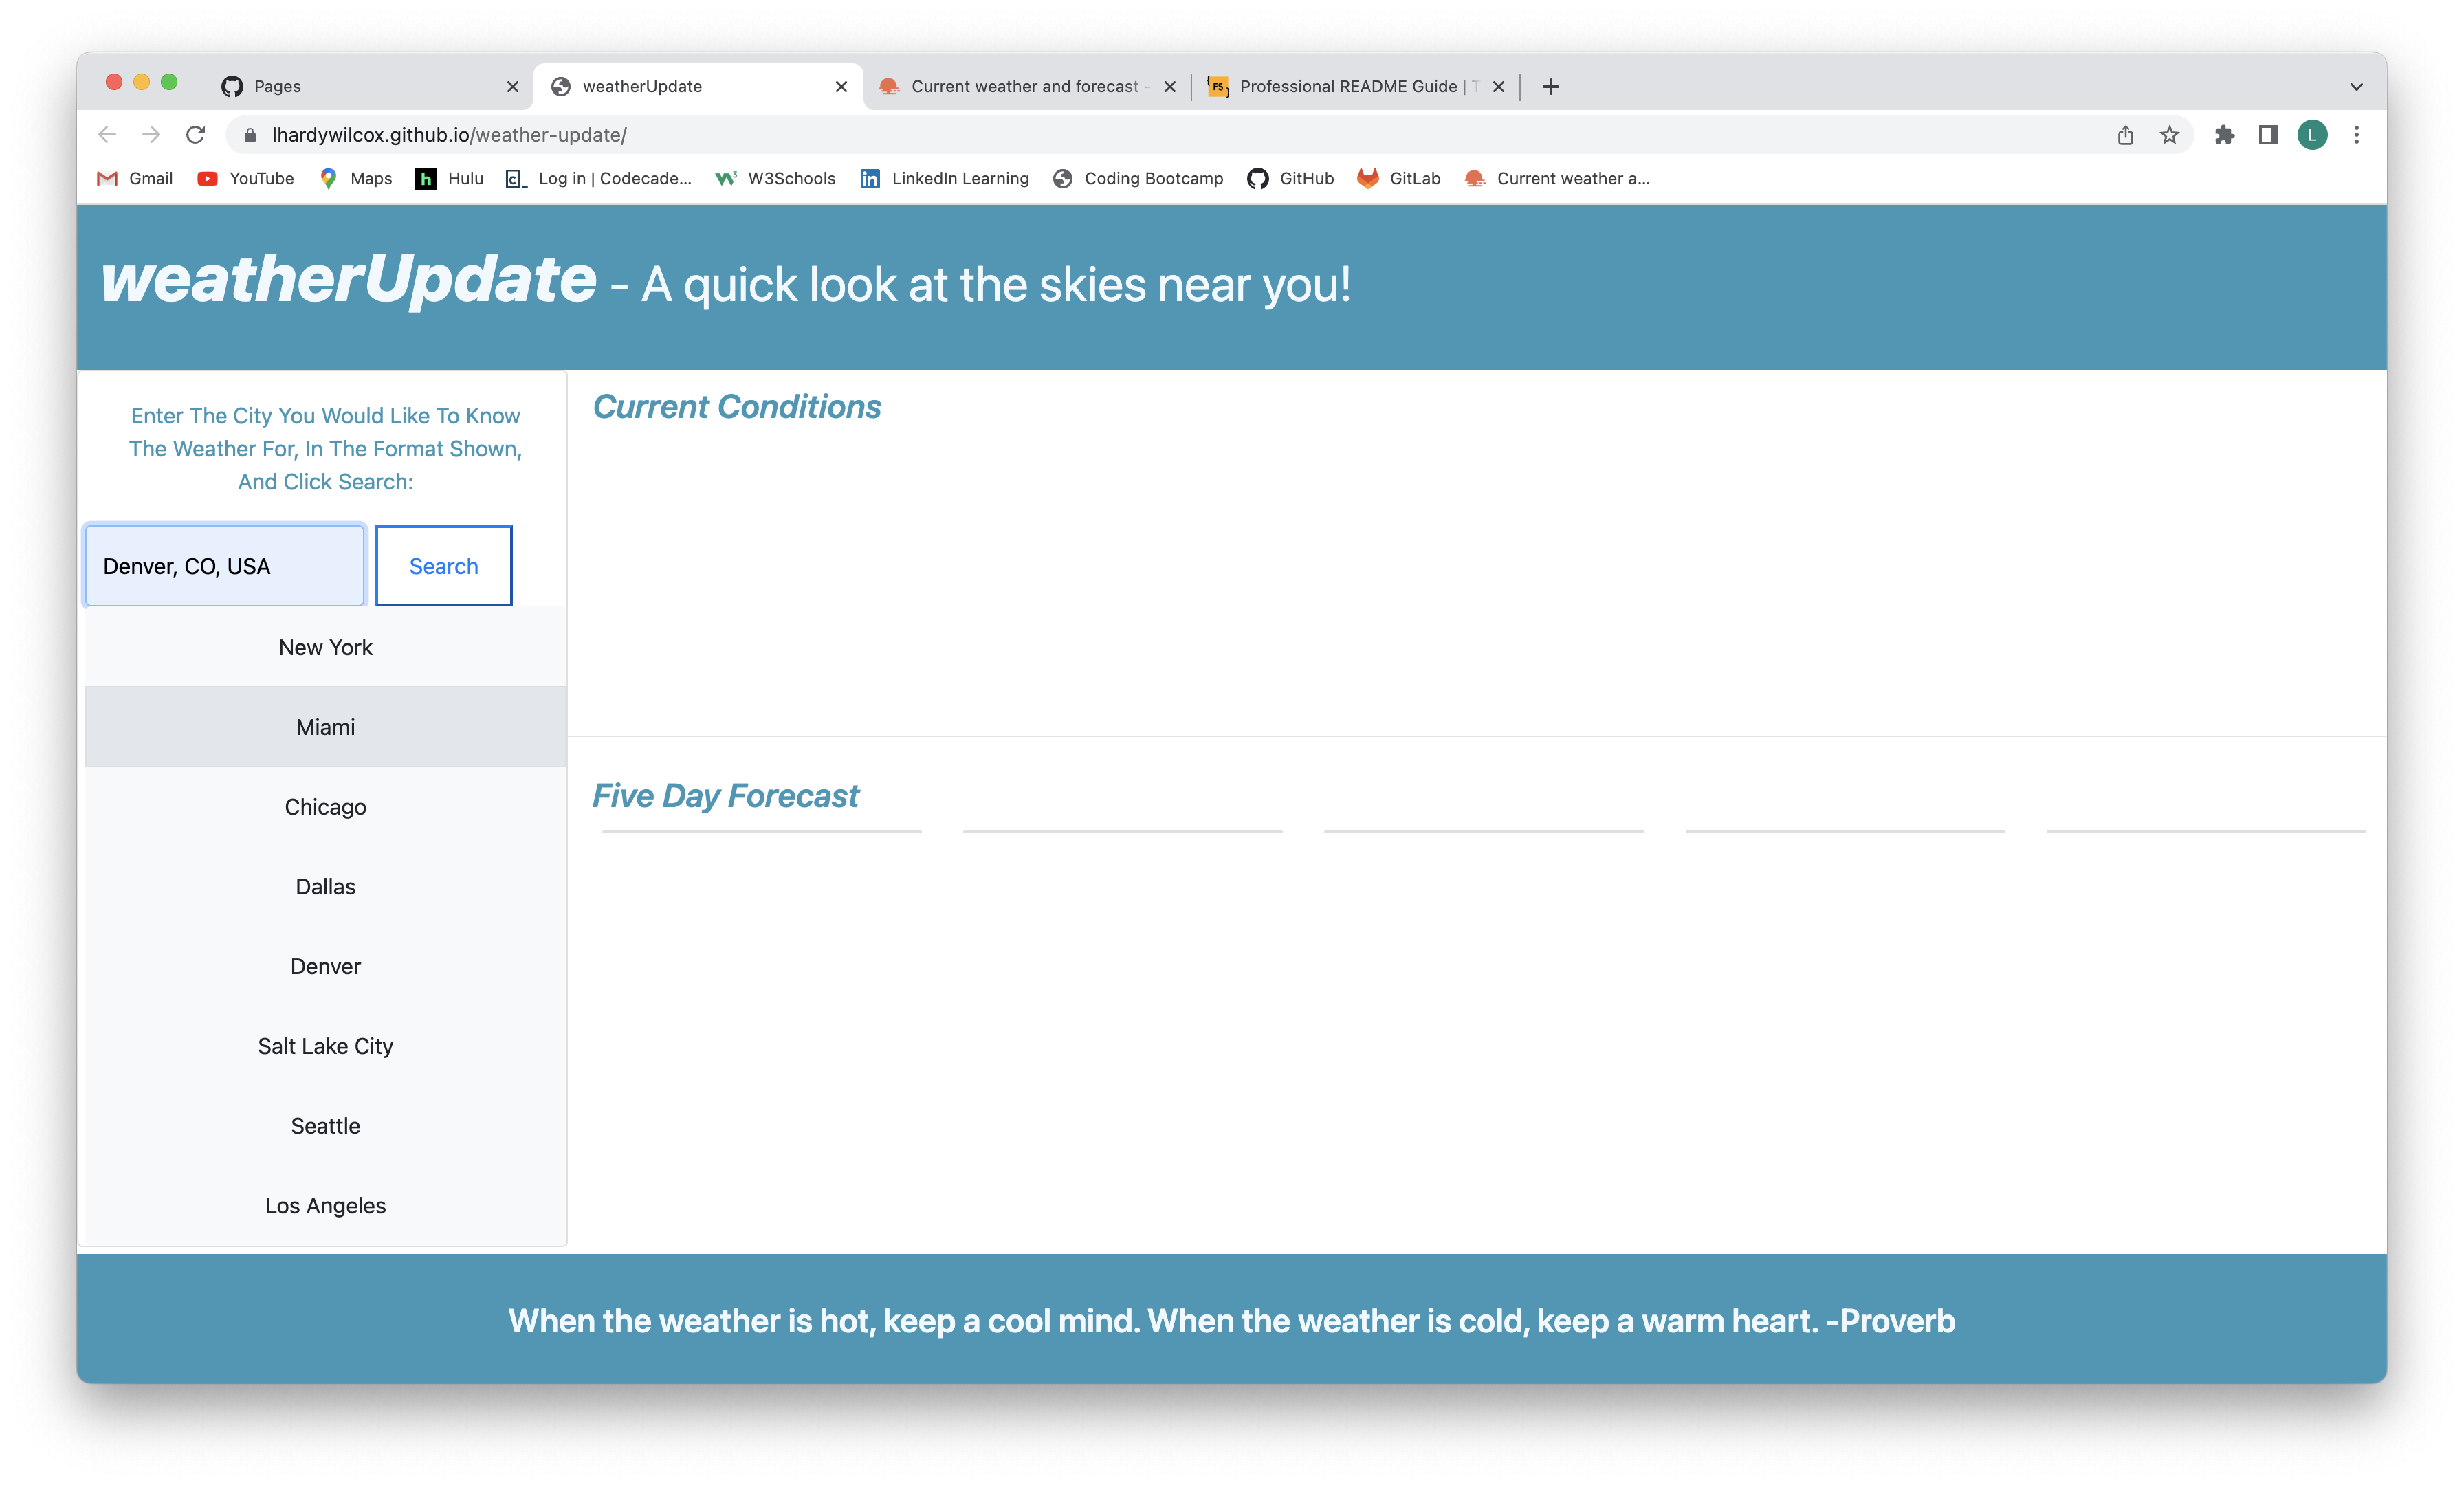 Pages
weatherUpdate
Current weather and forecast -
Professional README Guide |
lhardywilcox.github.io/weather-update/
L
Gmail
YouTube
Maps
h Hulu
c_ Log in | Codecade...
W3Schools
in LinkedIn Learning
Coding Bootcamp
GitHub
GitLab
Current weather a...
weatherUpdate - A quick look at the skies near you!
Enter The City You Would Like To Know
The Weather For, In The Format Shown,
And Click Search:
Denver, CO, USA
Search
New York
Miami
Chicago
Dallas
Denver
Salt Lake City
Seattle
Los Angeles
Current Conditions
Five Day Forecast
When the weather is hot, keep a cool mind. When the weather is cold, keep a warm heart. -Proverb